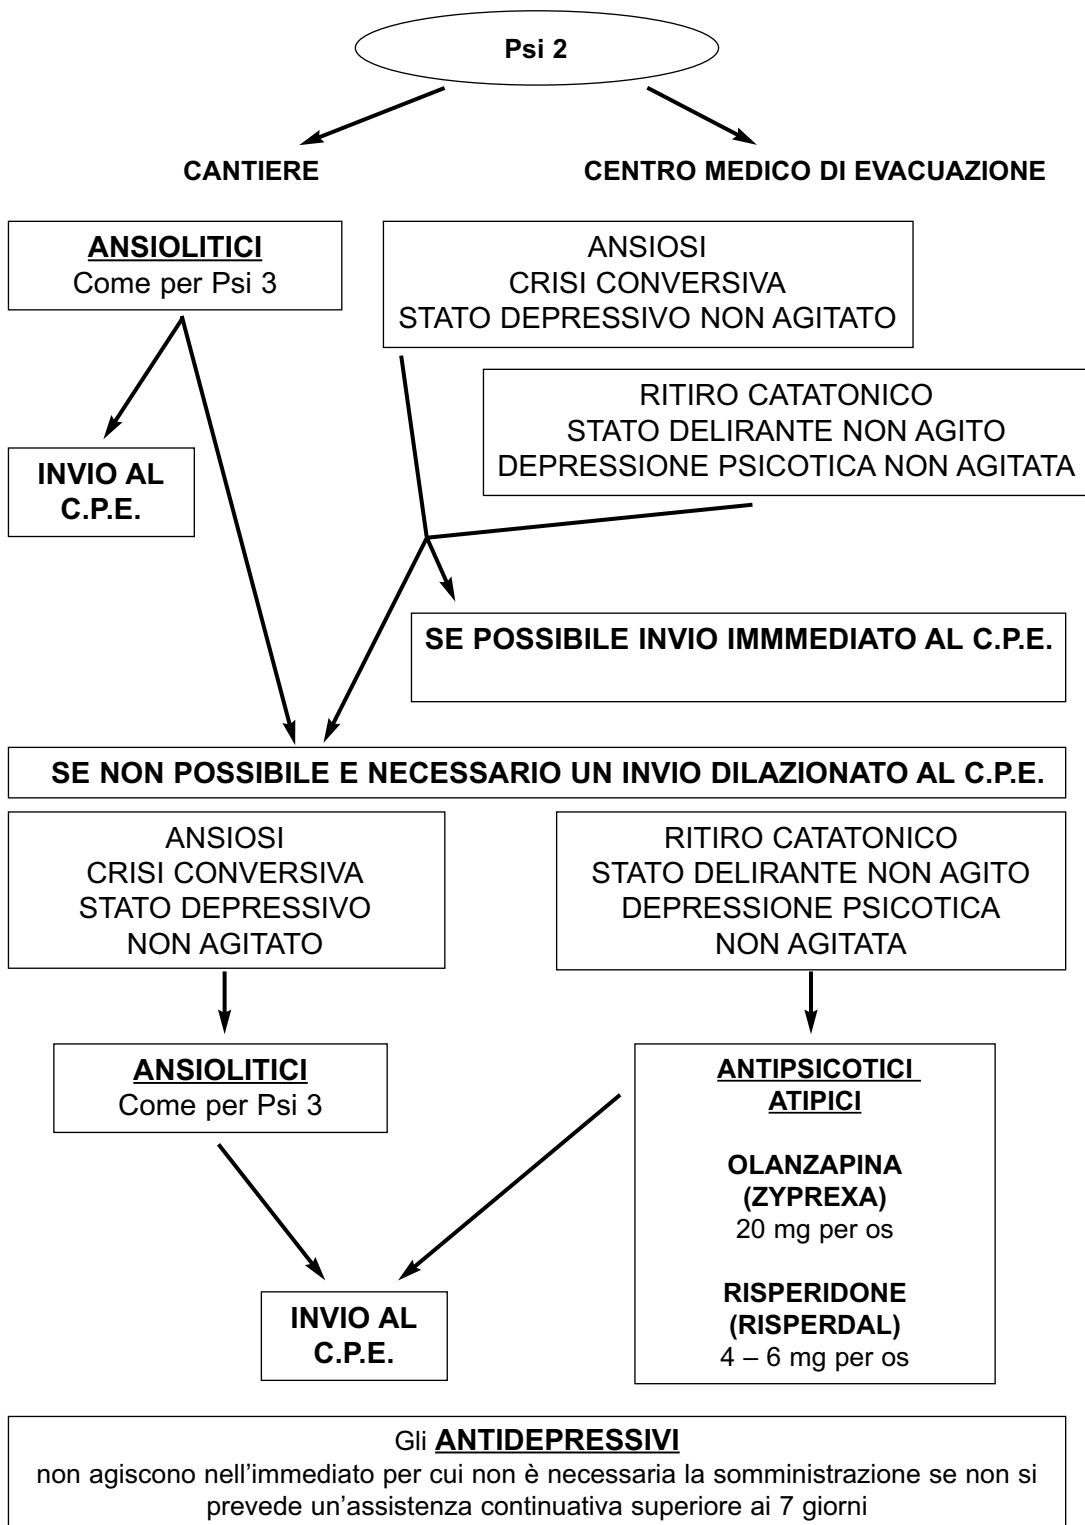 Psi 2
CANTIERE
CENTRO MEDICO DI EVACUAZIONE
ANSIOLITICI
Come per Psi 3
ANSIOSI
CRISI CONVERSIVA
STATO DEPRESSIVO NON AGITATO
RITIRO CATATONICO
STATO DELIRANTE NON AGITO
DEPRESSIONE PSICOTICA NON AGITATA
INVIO AL
C.P.E.
SE POSSIBILE INVIO IMMMEDIATO AL C.P.E.
SE NON POSSIBILE E NECESSARIO UN INVIO DILAZIONATO AL C.P.E.
ANSIOSI
CRISI CONVERSIVA
STATO DEPRESSIVO
NON AGITATO
RITIRO CATATONICO
STATO DELIRANTE NON AGITO
DEPRESSIONE PSICOTICA
NON AGITATA
ANSIOLITICI
Come per Psi 3
ANTIPSICOTICI
ATIPICI
OLANZAPINA
(ZYPREXA)
20 mg per os
RISPERIDONE
(RISPERDAL)
4 – 6 mg per os
INVIO AL
C.P.E.
Gli ANTIDEPRESSIVI
non agiscono nell’immediato per cui non è necessaria la somministrazione se non si
prevede un’assistenza continuativa superiore ai 7 giorni